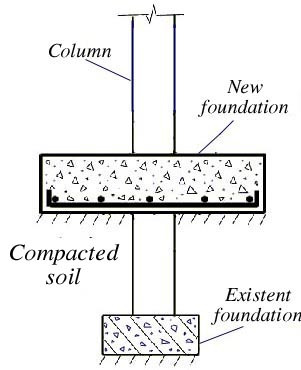 Column
New
foundation
Compacted
soil
Existent
foundation